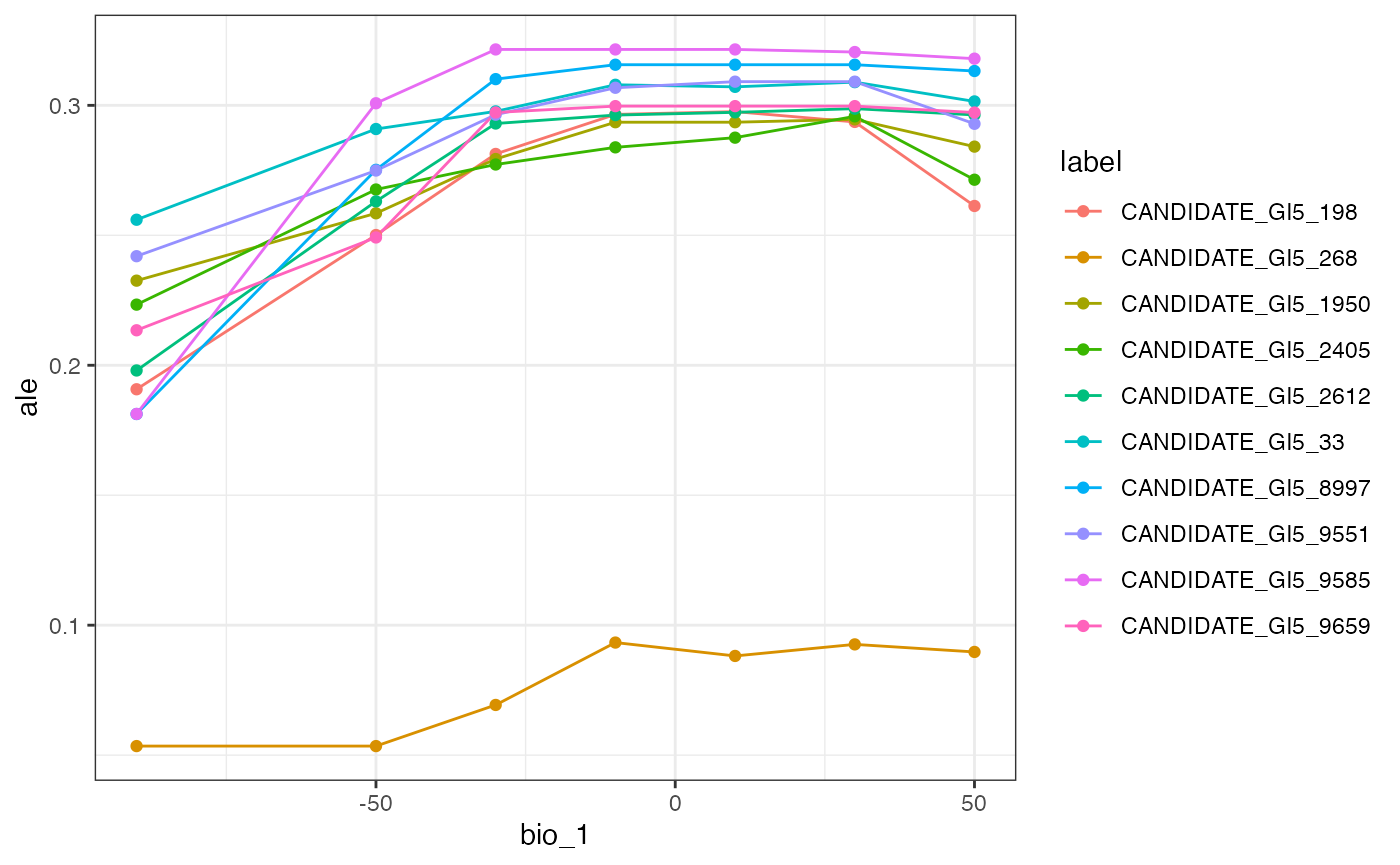 0.3
0.2
0.1
ale
-50
0
50
bio_1
label
CANDIDATE_GI5_198
CANDIDATE_GI5_268
CANDIDATE_GI5_1950
CANDIDATE_GI5_2405
CANDIDATE_GI5_2612
CANDIDATE_GI5_33
CANDIDATE_GI5_8997
CANDIDATE_GI5_9551
CANDIDATE_GI5_9585
CANDIDATE_GI5_9659